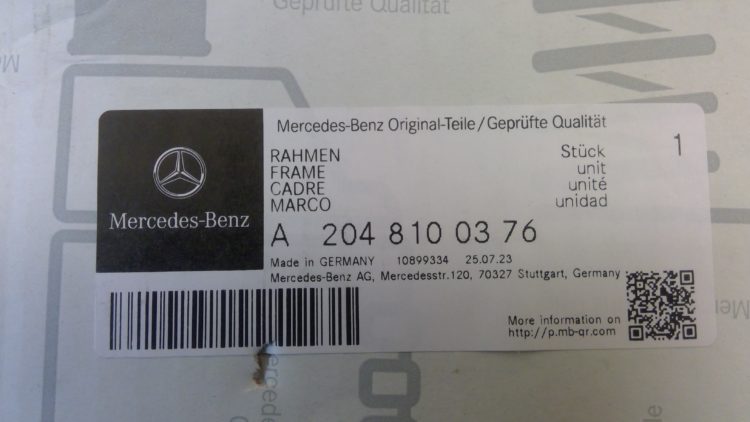 Geprüfte Qualität
Mercedes-Benz Original-Teile/Geprüfte Qualität
RAHMEN Stück 1
FRAME unit
CADRE unité
MARCO unidad
Mercedes-Benz
A 204 810 03 76
Made in GERMANY 10899334 25.07.23
Mercedes-Benz AG, Mercedesstr.120, 70327 Stuttgart, Germany
More information on
http://p.mb-qr.com